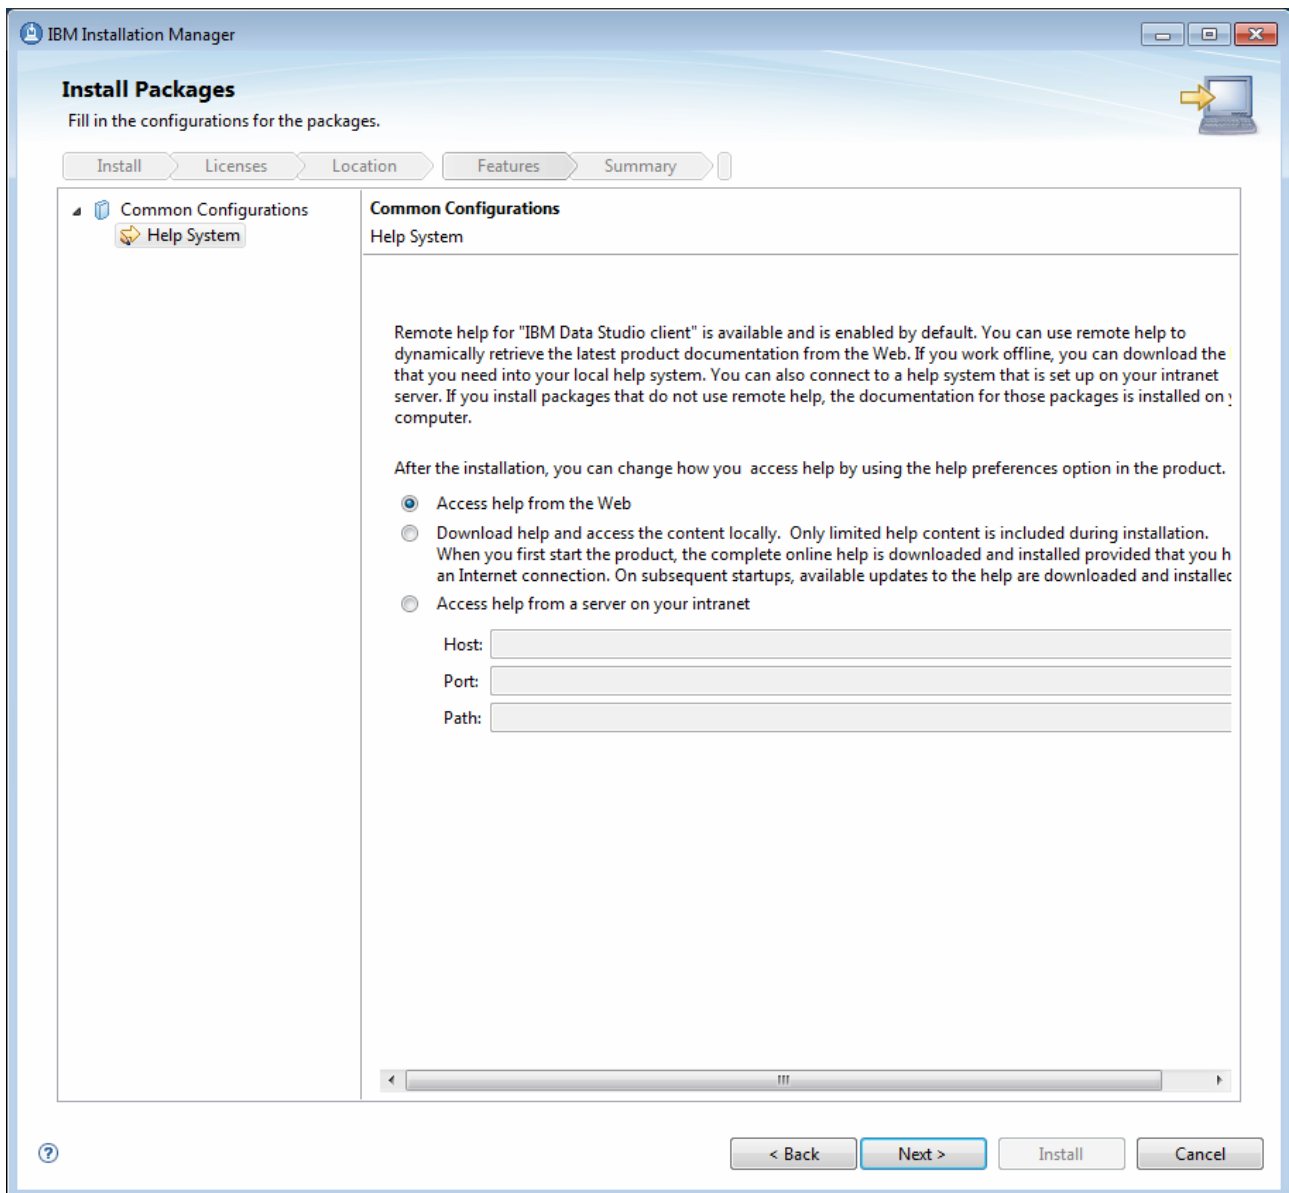 IBM Installation Manager
Install Packages
Fill in the configurations for the packages.
Install
Licenses
Location
Features
Summary
Common Configurations
Help System
Common Configurations
Help System
Remote help for "IBM Data Studio client" is available and is enabled by default. You can use remote help to
dynamically retrieve the latest product documentation from the Web. If you work offline, you can download the
that you need into your local help system. You can also connect to a help system that is set up on your intranet
server. If you install packages that do not use remote help, the documentation for those packages is installed on
computer.
After the installation, you can change how you  access help by using the help preferences option in the product.
Access help from the Web
Download help and access the content locally.  Only limited help content is included during installation.
When you first start the product, the complete online help is downloaded and installed provided that you h
an Internet connection. On subsequent startups, available updates to the help are downloaded and installed
Access help from a server on your intranet
Host:
Port:
Path:
< Back
Next >
Install
Cancel